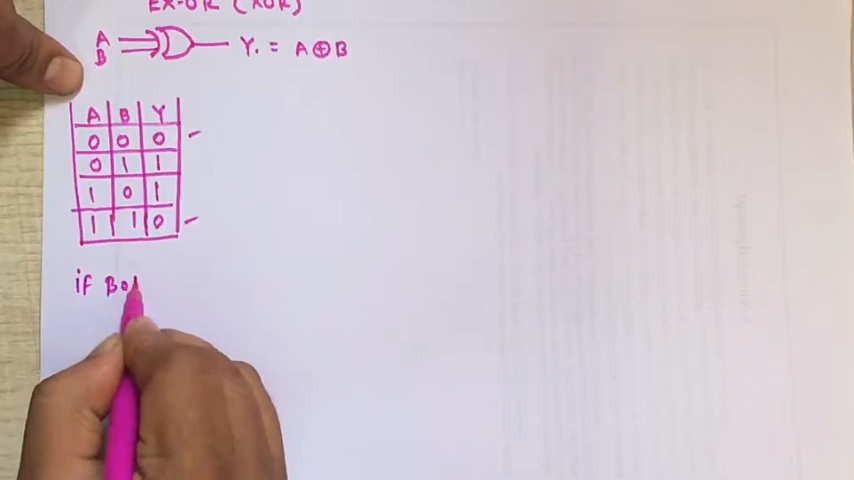 EX-OR (XOR)
A
B
Y. = A ⊕ B
A B Y
0 0 0
0 1 1
1 0 1
1 1 0
if Bo